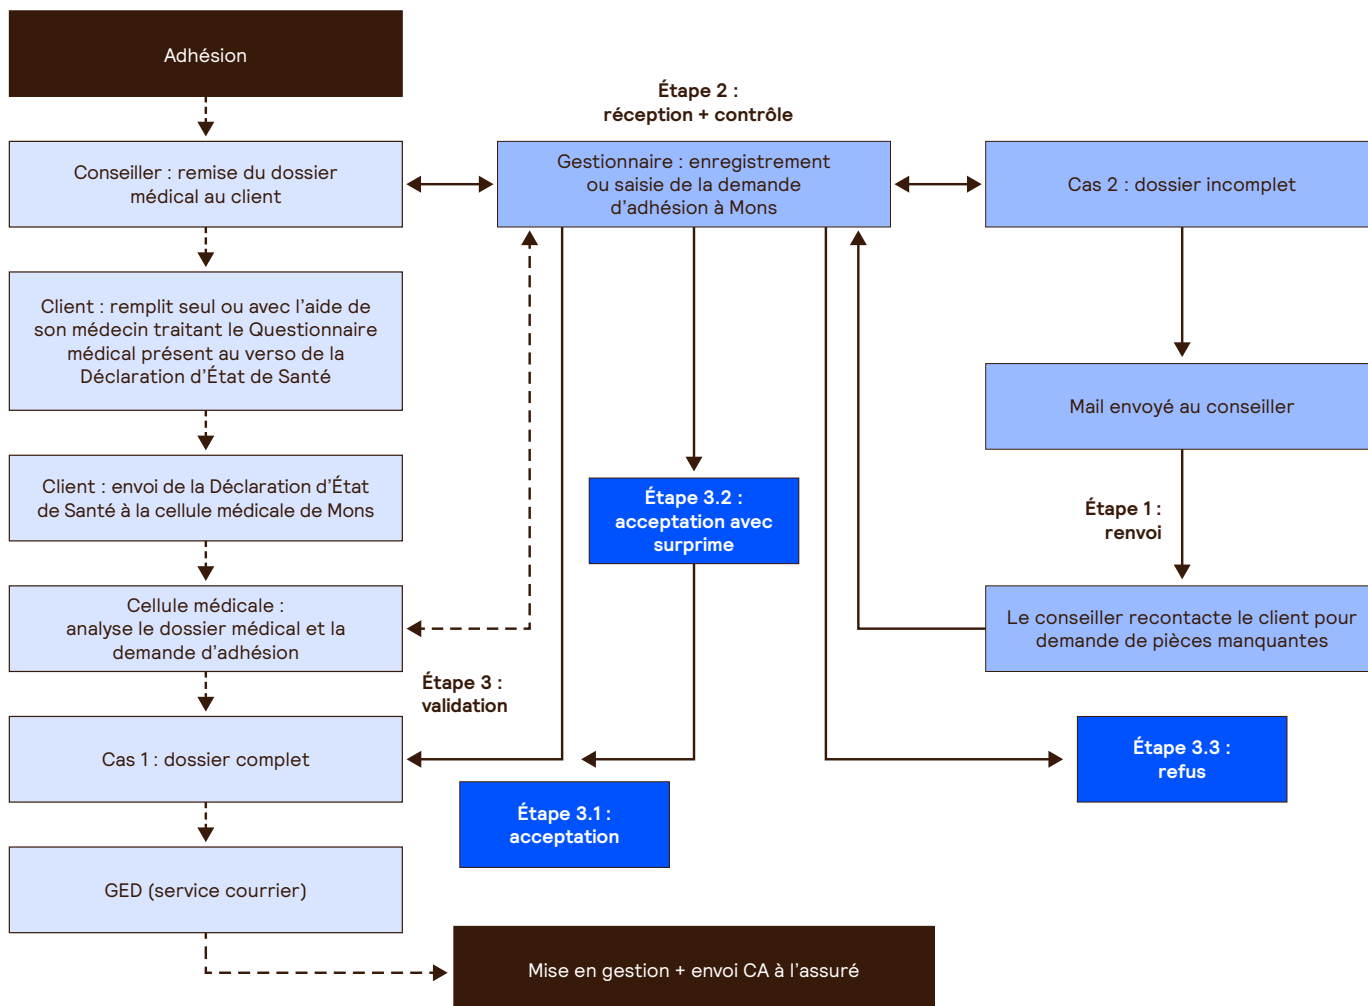 Adhésion
Étape 2 :
réception + contrôle
Conseiller : remise du dossier
médical au client
Gestionnaire : enregistrement
ou saisie de la demande
d'adhésion à Mons
Cas 2 : dossier incomplet
Client : remplit seul ou avec l'aide de
son médecin traitant le Questionnaire
médical présent au verso de la
Déclaration d'État de Santé
Mail envoyé au conseiller
Client : envoi de la Déclaration d'État
de Santé à la cellule médicale de Mons
Étape 3.2 :
acceptation avec
surprime
Étape 1 :
renvoi
Cellule médicale :
analyse le dossier médical et la
demande d'adhésion
Le conseiller recontacte le client pour
demande de pièces manquantes
Étape 3 :
validation
Cas 1 : dossier complet
Étape 3.3 :
refus
Étape 3.1 :
acceptation
GED (service courrier)
Mise en gestion + envoi CA à l'assuré